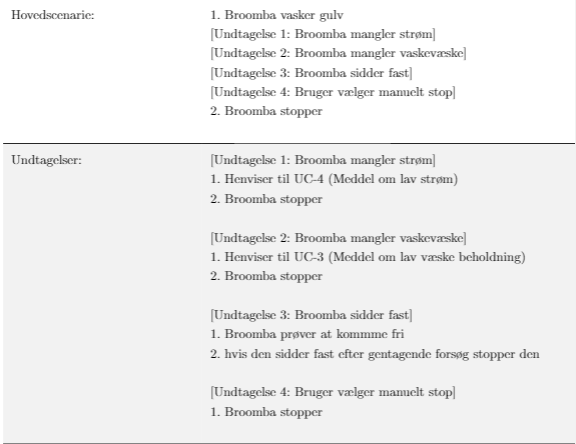 Hovedscenarie:
1. Broomba vasker gulv
[Undtagelse 1: Broomba mangler strøm]
[Undtagelse 2: Broomba mangler vaskevæske]
[Undtagelse 3: Broomba sidder fast]
[Undtagelse 4: Bruger vælger manuelt stop]
2. Broomba stopper
Undtagelser:
[Undtagelse 1: Broomba mangler strøm]
1. Henviser til UC-4 (Meddel om lav strøm)
2. Broomba stopper
[Undtagelse 2: Broomba mangler vaskevæske]
1. Henviser til UC-3 (Meddel om lav væske beholdning)
2. Broomba stopper
[Undtagelse 3: Broomba sidder fast]
1. Broomba prøver at kommme fri
2. hvis den sidder fast efter gentagende forsøg stopper den
[Undtagelse 4: Bruger vælger manuelt stop]
1. Broomba stopper